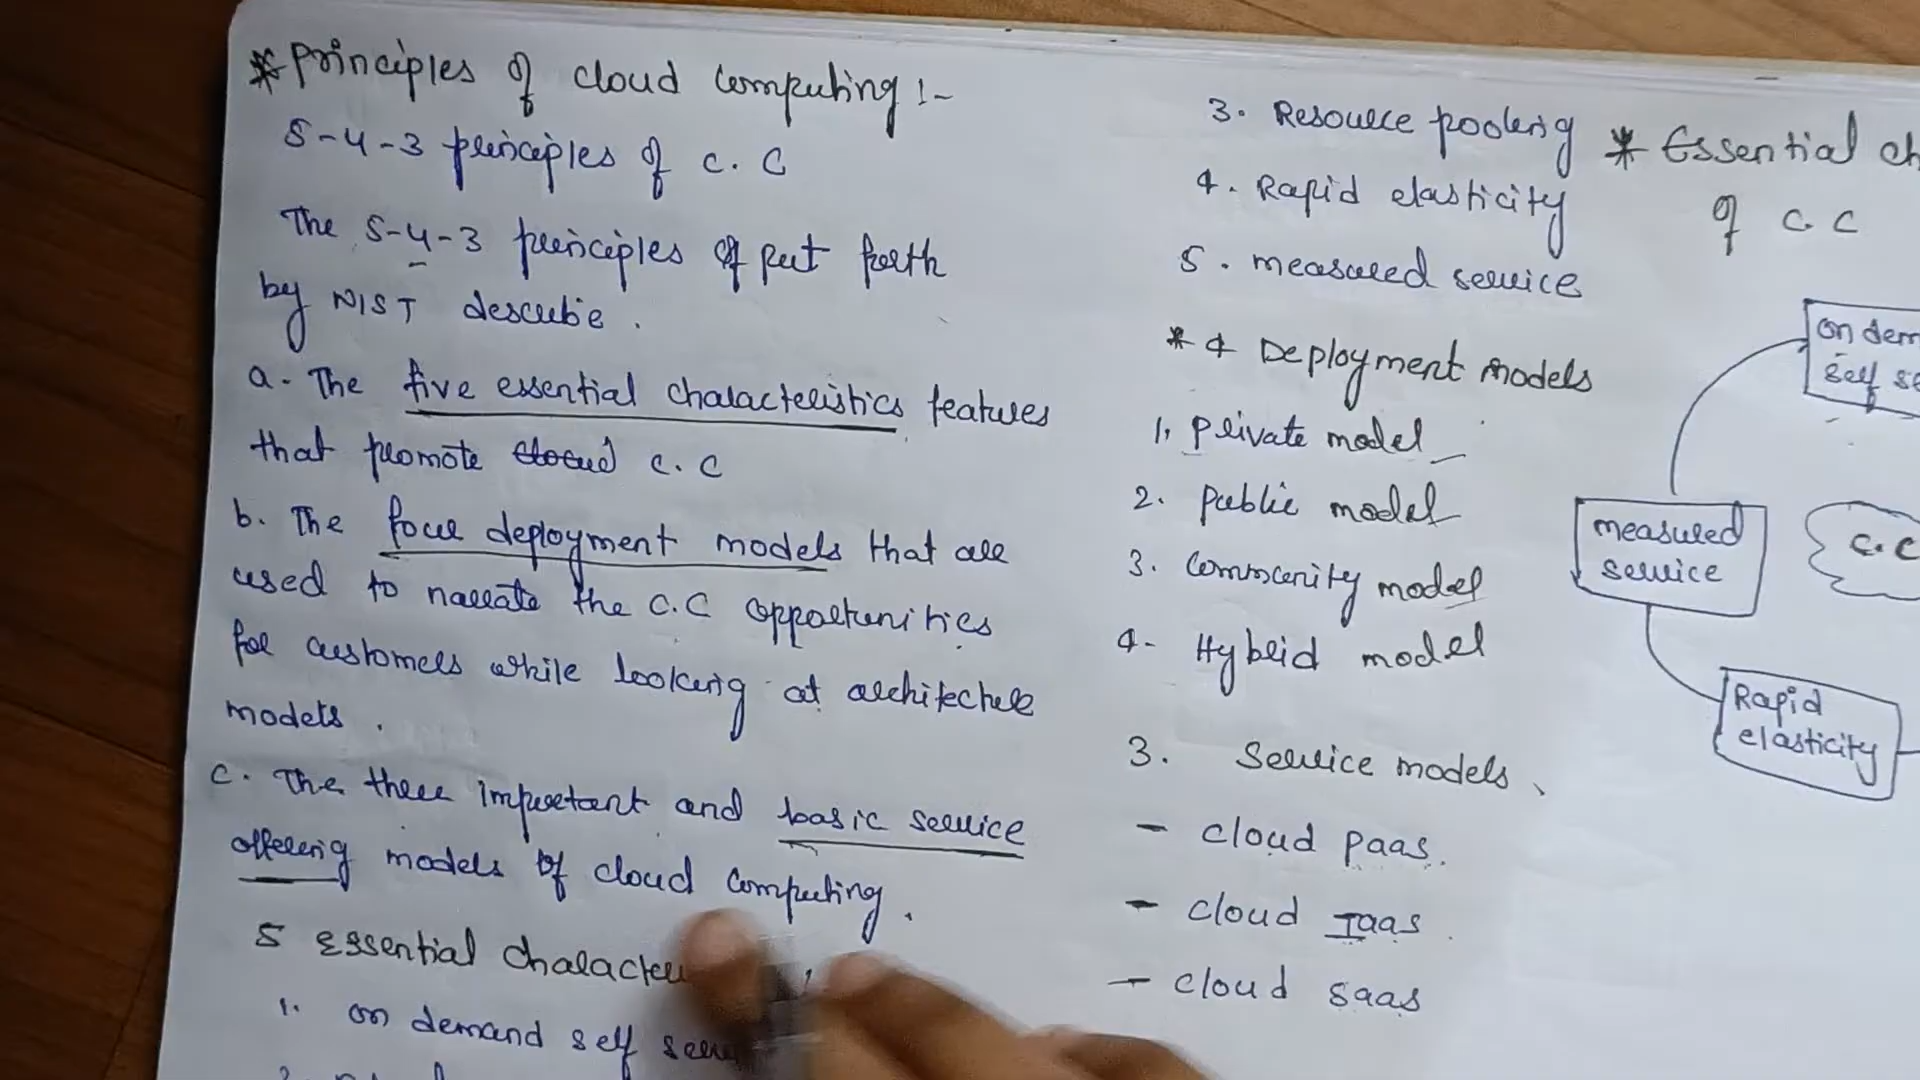 * Principles of cloud computing :-
5-4-3 principles of C.C
The 5-4-3 principles of put forth
by NIST describe.
a. The five essential characteristics features
that promote cloud C.C
b. The four deployment models that are
used to narrate the C.C opportunities
for customers while looking at architecture
models.
c. The three important and basic service
offering models of cloud computing.
5 Essential
1. on demand self
3. Resource pooling
4. Rapid elasticity
5. measured service
* 4 Deployment models
1. private model
2. public model
3. Community model
4- Hybrid model
3. Service models
- cloud paas.
- cloud Iaas.
- cloud saas
* Essential
of C.C
on
self
measured
service
C.C
Rapid
elasticity